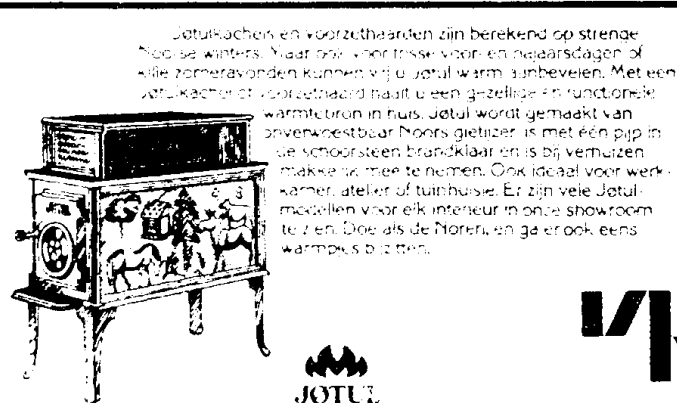 Jøtulkachels en voorzethaarden zijn berekend op strenge
Noorse winters. Maar ook voor frisse voor- en najaarsdagen of
kille zomeravonden kunnen wij u Jøtul warm aanbevelen. Met een
Jøtulkachel of voorzethaard haalt u een gezellige en functionele
warmtebron in huis. Jøtul wordt gemaakt van
onverwoestbaar Noors gietijzer, is met één pijp in
de schoorsteen brandklaar en is bij verhuizen
makkelijk mee te nemen. Ook ideaal voor werk-
kamer, atelier of tuinhuisje. Er zijn vele Jøtul-
modellen voor elk interieur in onze showroom
te zien. Doe als de Noren, en ga er ook eens
warmpjes bij zitten.
JØTUL
JØTUL